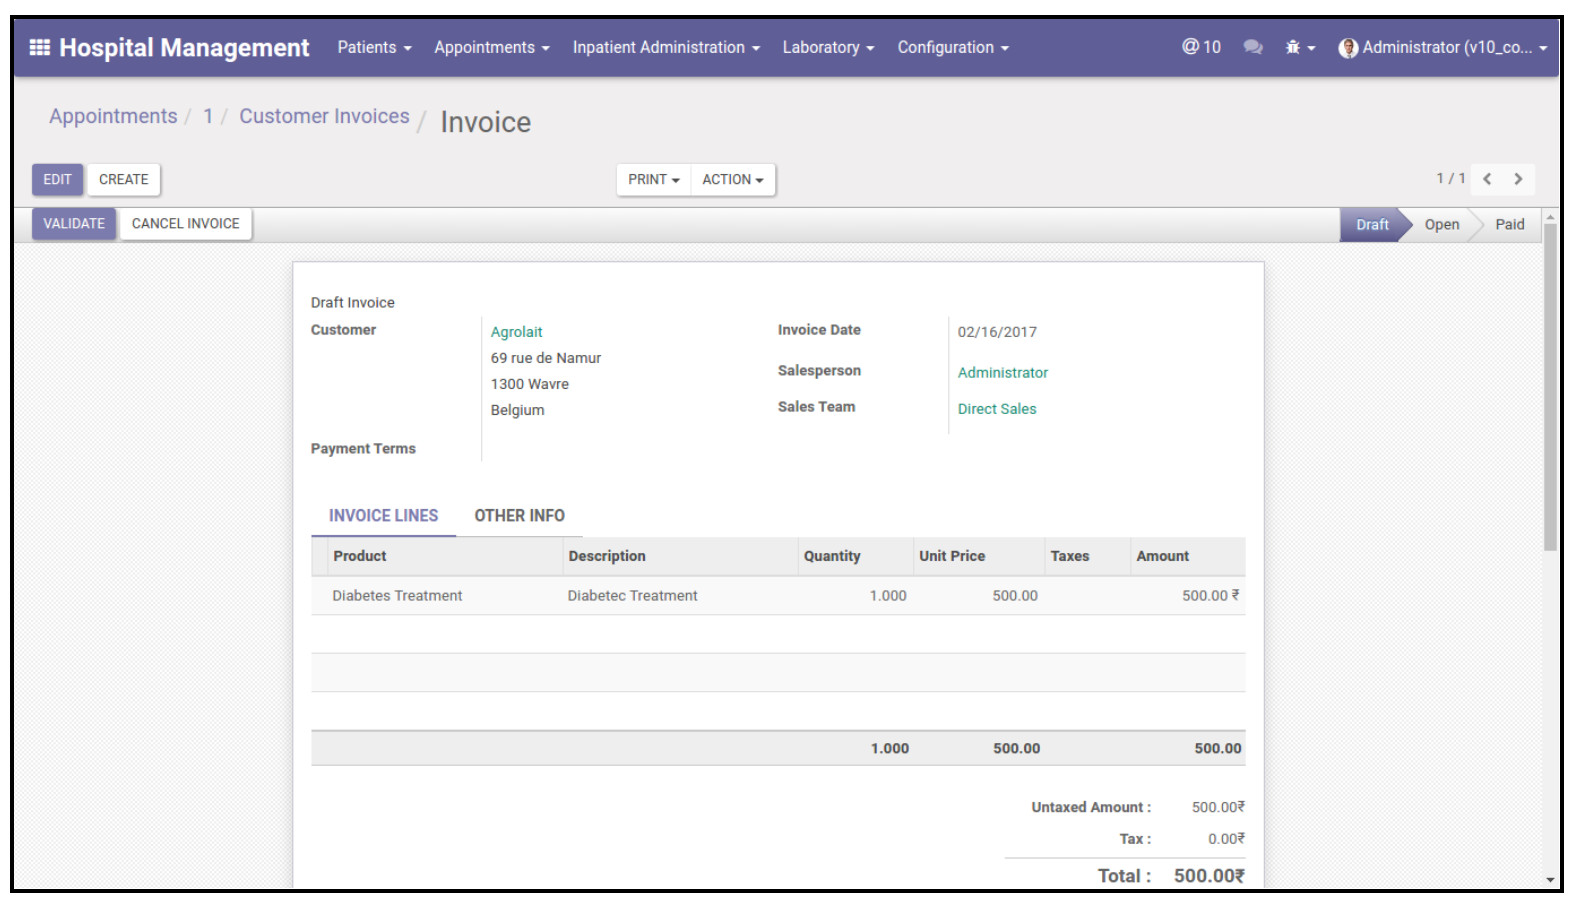 Hospital Management Patients Appointments Inpatient Administration Laboratory Configuration @ 10 Administrator (v10_co...
Appointments / 1 / Customer Invoices / Invoice
EDIT CREATE PRINT ACTION 1 / 1
VALIDATE CANCEL INVOICE Draft Open Paid
Draft Invoice
Customer Agrolait Invoice Date 02/16/2017
69 rue de Namur
1300 Wavre Salesperson Administrator
Belgium Sales Team Direct Sales
Payment Terms
INVOICE LINES OTHER INFO
Product Description Quantity Unit Price Taxes Amount
Diabetes Treatment Diabetec Treatment 1.000 500.00 500.00 ₹
1.000 500.00 500.00
Untaxed Amount : 500.00₹
Tax : 0.00₹
Total : 500.00₹